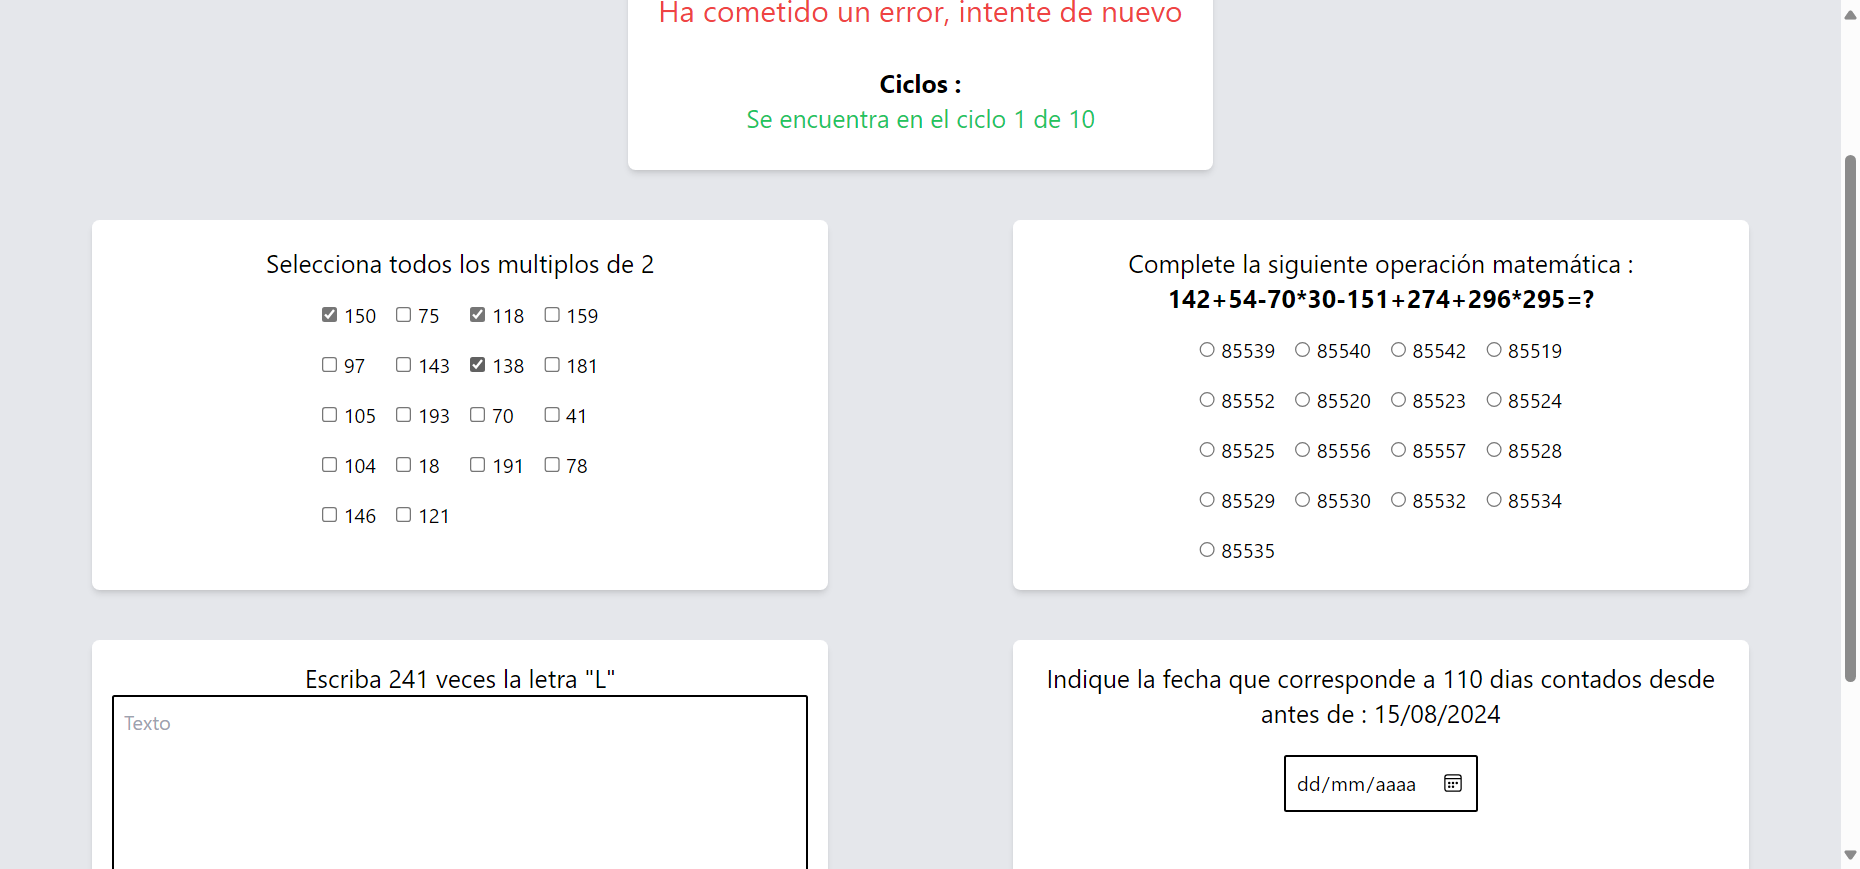 Ha cometido un error, intente de nuevo
Ciclos :
Se encuentra en el ciclo 1 de 10
Selecciona todos los multiplos de 2
150 75 118 159
97 143 138 181
105 193 70 41
104 18 191 78
146 121
Complete la siguiente operación matemática :
142+54-70*30-151+274+296*295=?
85539 85540 85542 85519
85552 85520 85523 85524
85525 85556 85557 85528
85529 85530 85532 85534
85535
Escriba 241 veces la letra "L"
Texto
Indique la fecha que corresponde a 110 dias contados desde
antes de : 15/08/2024
dd/mm/aaaa